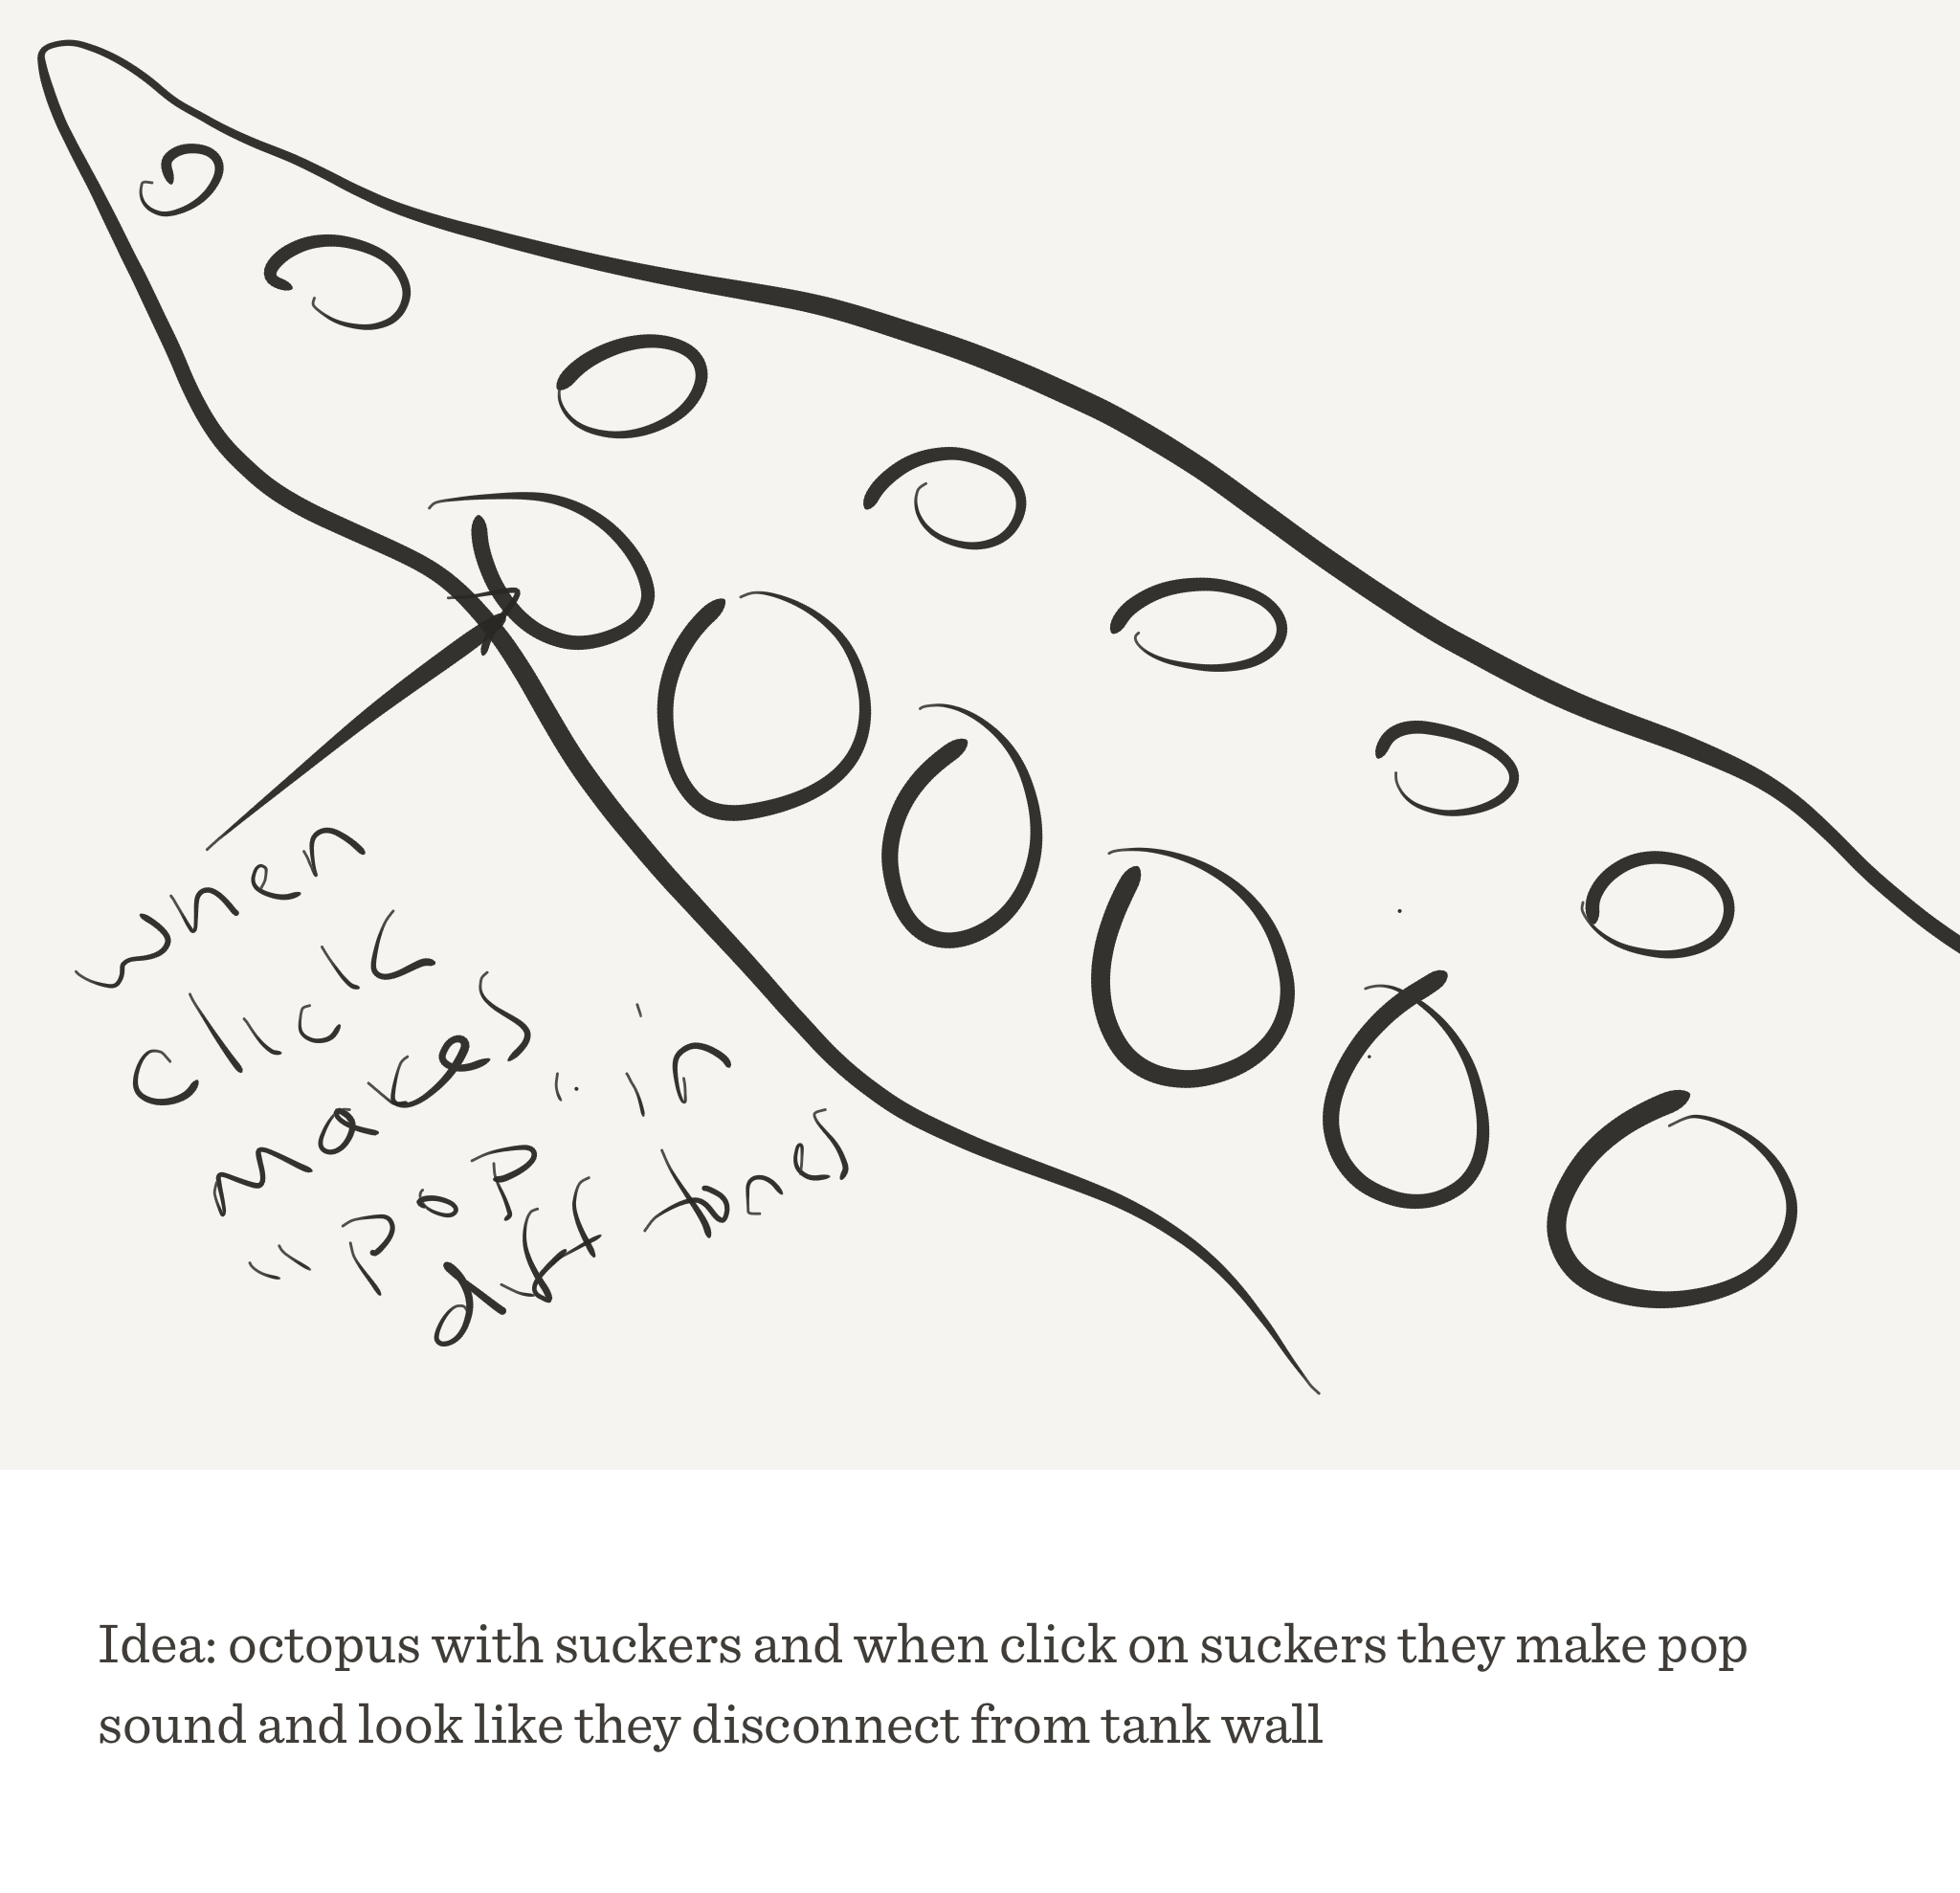 when
click
makes
"pop" in
diff tones
Idea: octopus with suckers and when click on suckers they make pop
sound and look like they disconnect from tank wall